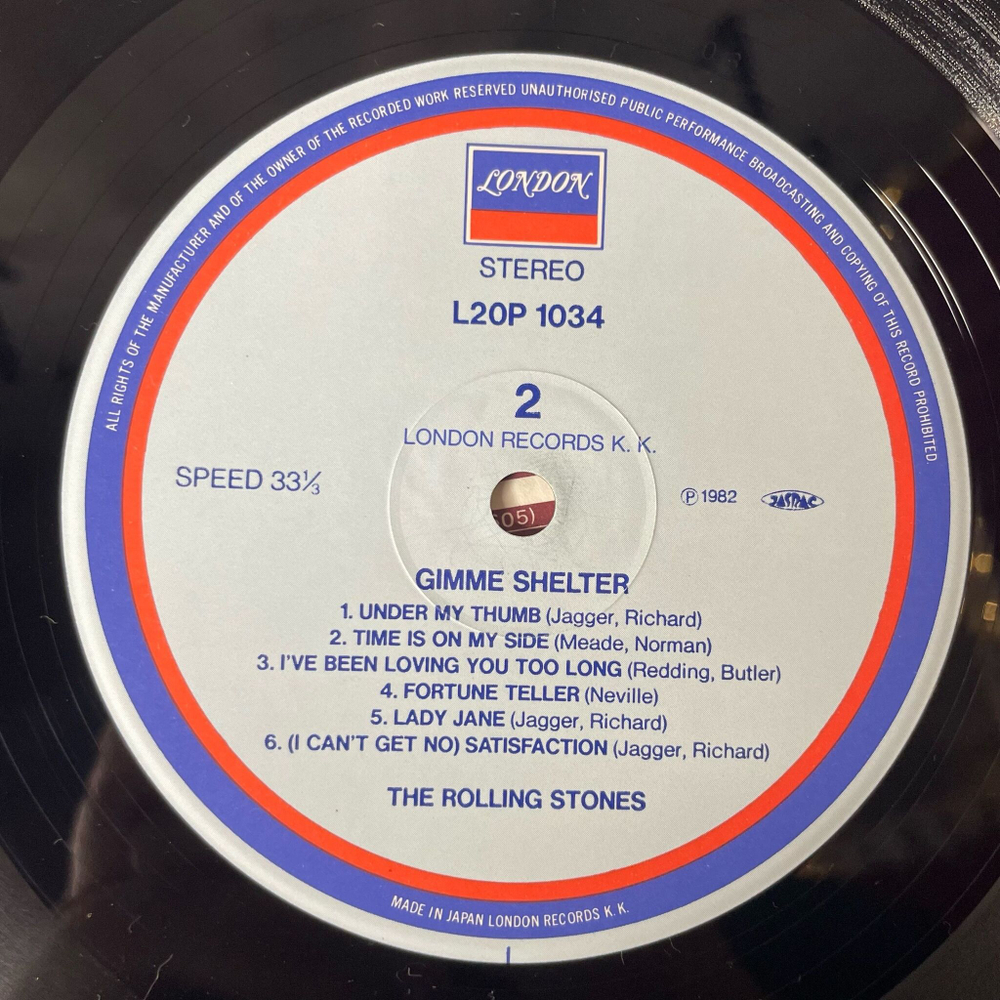 ALL RIGHTS OF THE MANUFACTURER AND OF THE OWNER OF THE RECORDED WORK RESERVED UNAUTHORISED PUBLIC PERFORMANCE BROADCASTING AND COPYING OF THIS RECORD PROHIBITED.
LONDON
STEREO
L20P 1034
2
LONDON RECORDS K. K.
SPEED 33⅓
Ⓟ 1982
JASRAC
05)
GIMME SHELTER
1. UNDER MY THUMB (Jagger, Richard)
2. TIME IS ON MY SIDE (Meade, Norman)
3. I'VE BEEN LOVING YOU TOO LONG (Redding, Butler)
4. FORTUNE TELLER (Neville)
5. LADY JANE (Jagger, Richard)
6. (I CAN'T GET NO) SATISFACTION (Jagger, Richard)
THE ROLLING STONES
MADE IN JAPAN LONDON RECORDS K. K.